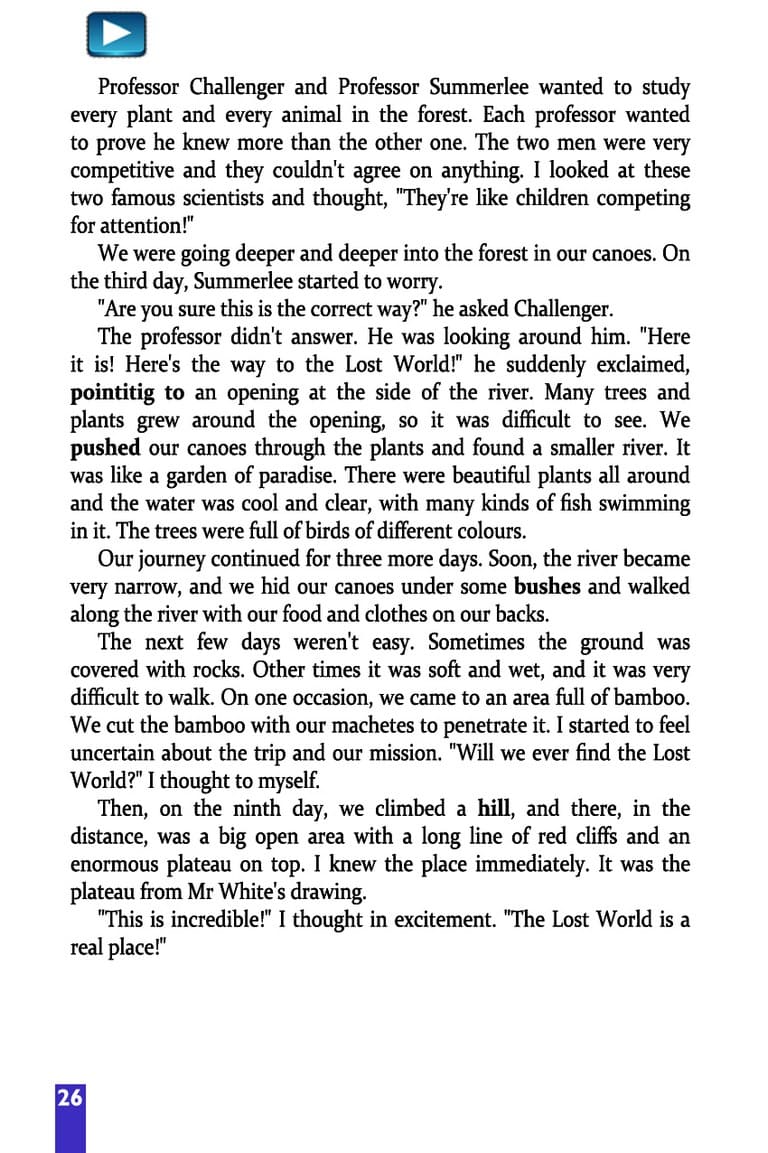 Professor Challenger and Professor Summerlee wanted to study
every plant and every animal in the forest. Each professor wanted
to prove he knew more than the other one. The two men were very
competitive and they couldn't agree on anything. I looked at these
two famous scientists and thought, "They're like children competing
for attention!"
We were going deeper and deeper into the forest in our canoes. On
the third day, Summerlee started to worry.
"Are you sure this is the correct way?" he asked Challenger.
The professor didn't answer. He was looking around him. "Here
it is! Here's the way to the Lost World!" he suddenly exclaimed,
pointitig to an opening at the side of the river. Many trees and
plants grew around the opening, so it was difficult to see. We
pushed our canoes through the plants and found a smaller river. It
was like a garden of paradise. There were beautiful plants all around
and the water was cool and clear, with many kinds of fish swimming
in it. The trees were full of birds of different colours.
Our journey continued for three more days. Soon, the river became
very narrow, and we hid our canoes under some bushes and walked
along the river with our food and clothes on our backs.
The next few days weren't easy. Sometimes the ground was
covered with rocks. Other times it was soft and wet, and it was very
difficult to walk. On one occasion, we came to an area full of bamboo.
We cut the bamboo with our machetes to penetrate it. I started to feel
uncertain about the trip and our mission. "Will we ever find the Lost
World?" I thought to myself.
Then, on the ninth day, we climbed a hill, and there, in the
distance, was a big open area with a long line of red cliffs and an
enormous plateau on top. I knew the place immediately. It was the
plateau from Mr White's drawing.
"This is incredible!" I thought in excitement. "The Lost World is a
real place!"
26